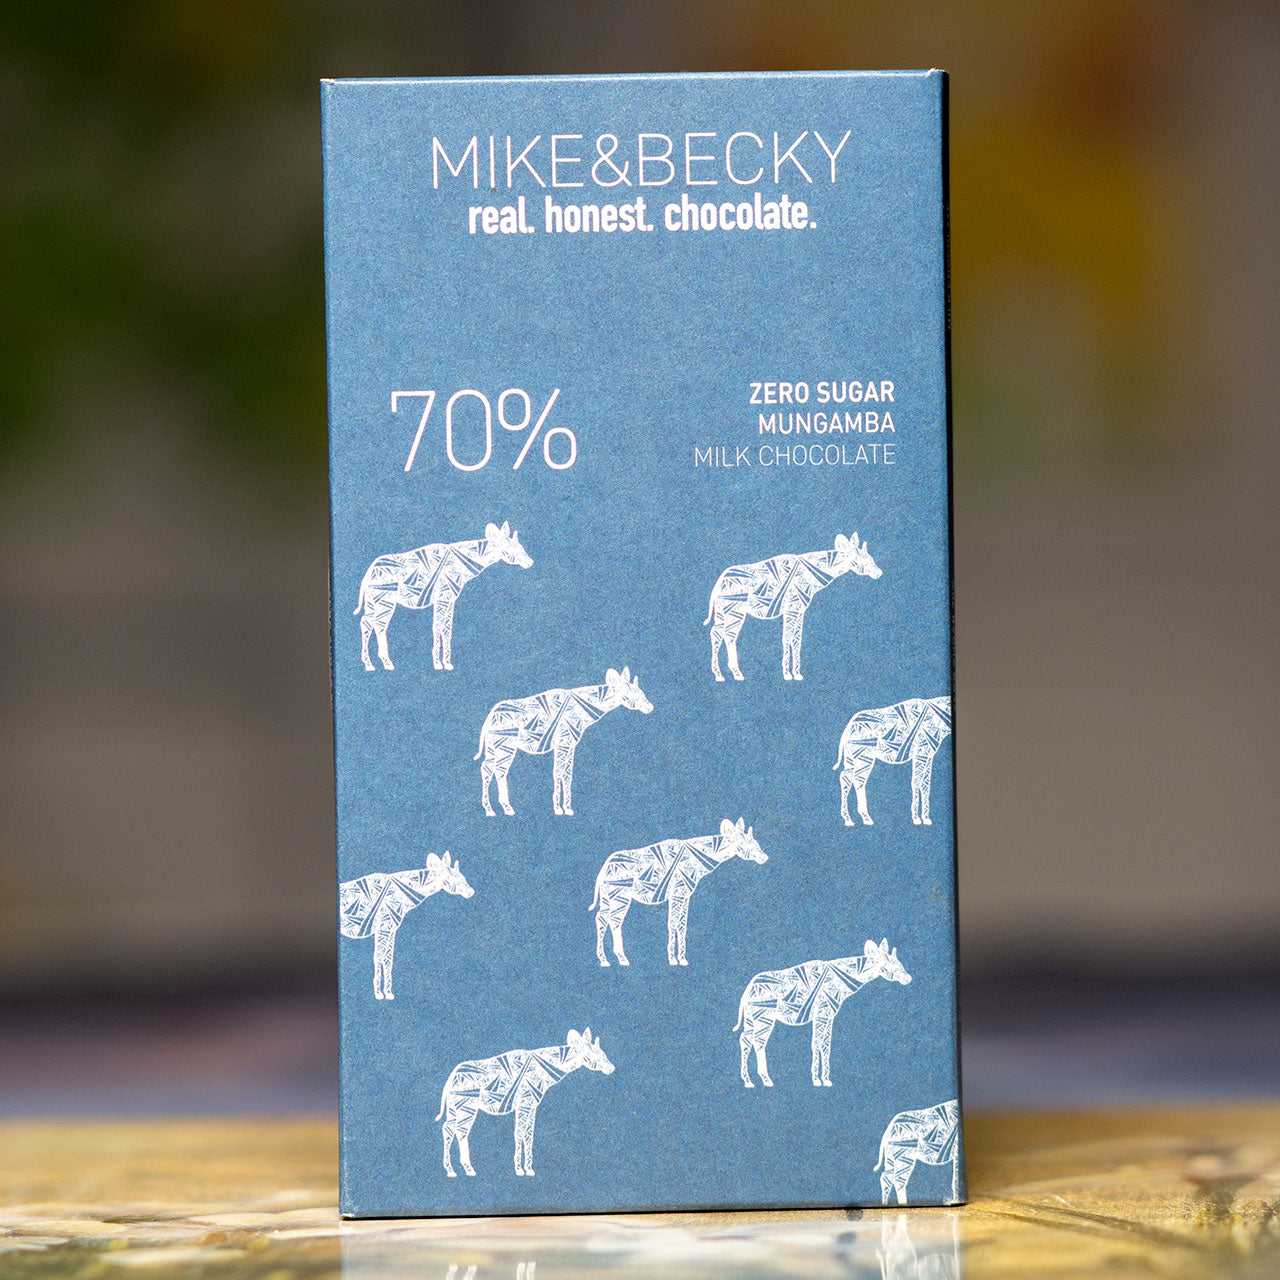 MIKE&BECKY
real. honest. chocolate.
70%
ZERO SUGAR
MUNGAMBA
MILK CHOCOLATE